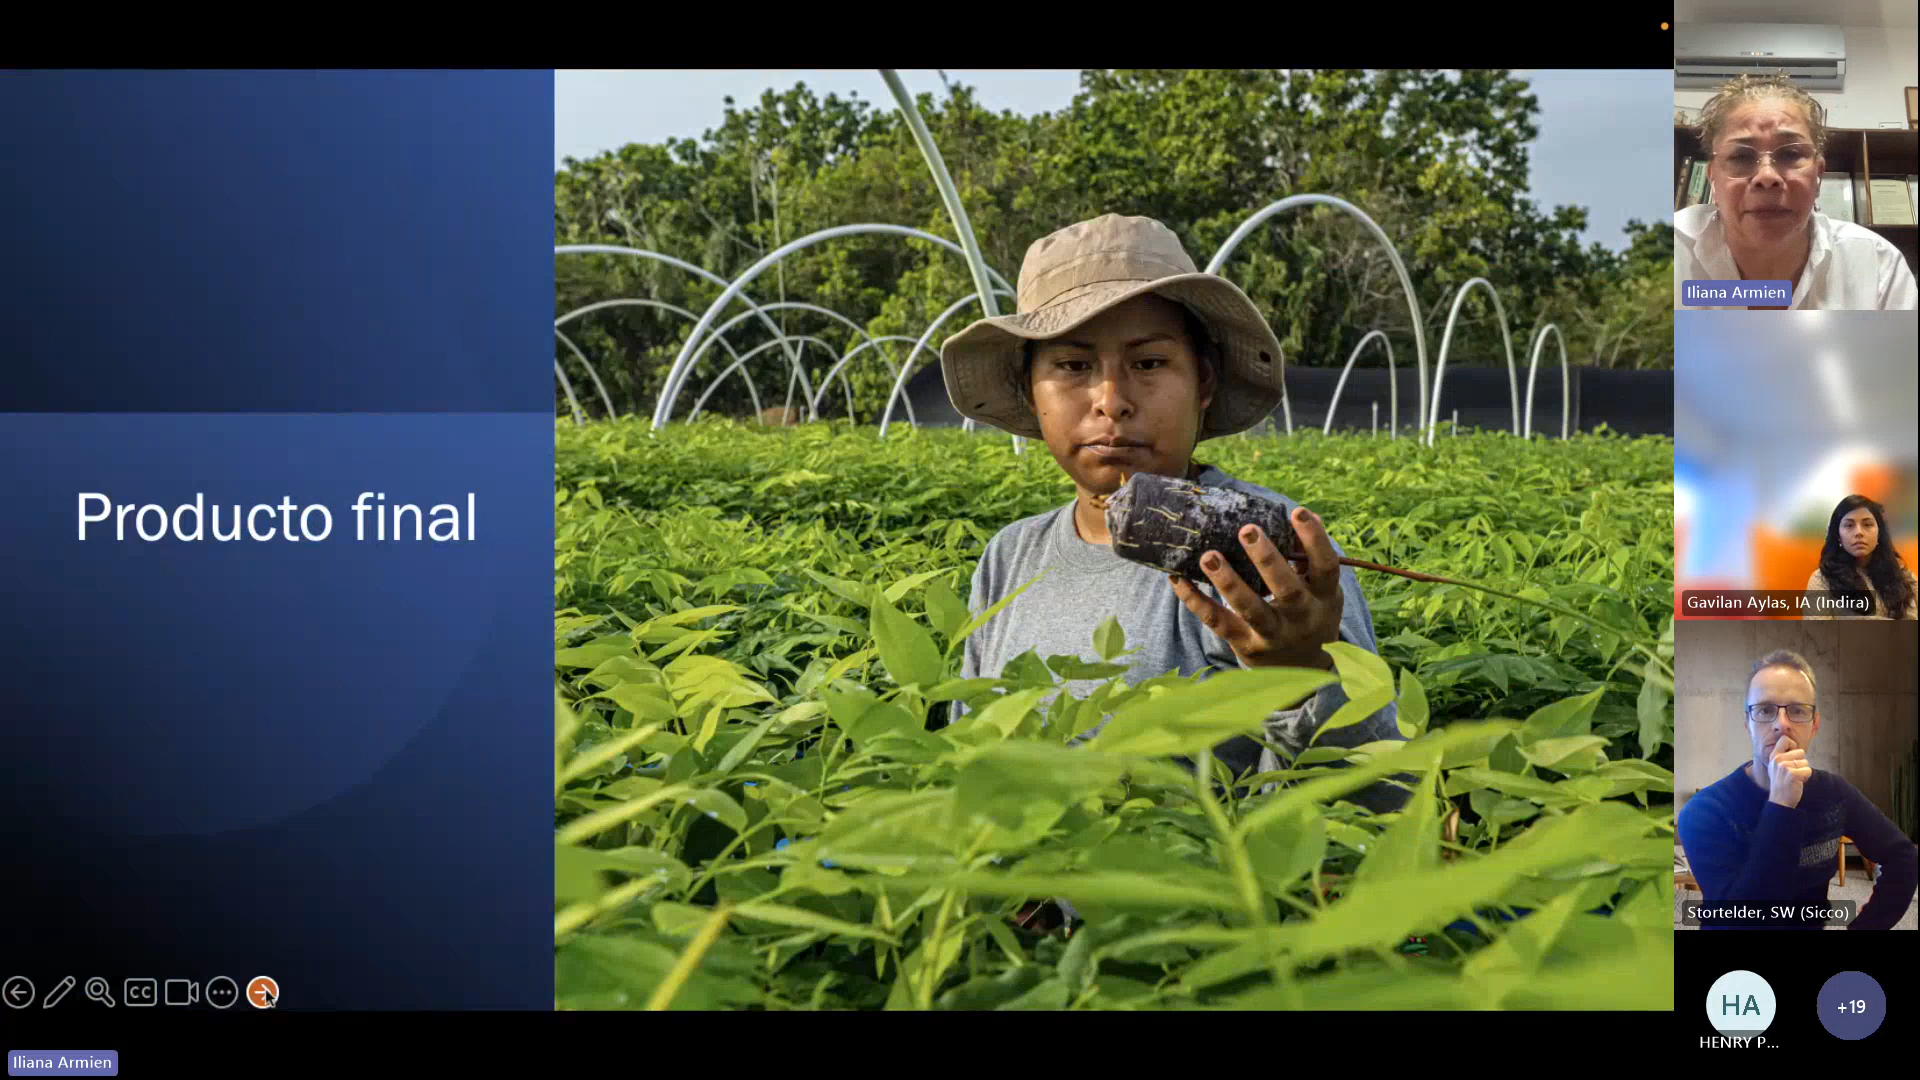 Producto final
CC
Iliana Armien
Iliana Armien
Gavilan Aylas, IA (Indira)
Stortelder, SW (Sicco)
HA
HENRY P...
+19